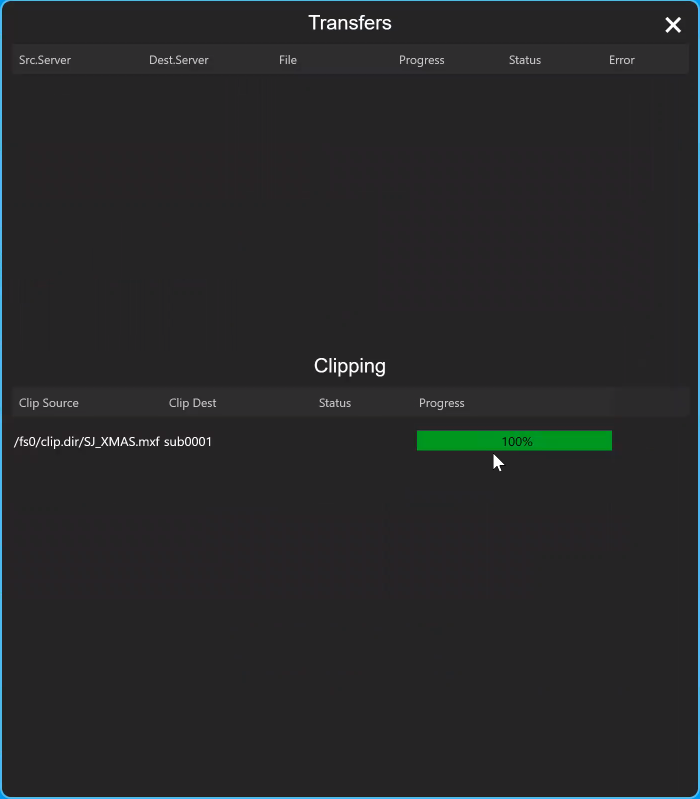 Transfers
Src.Server Dest.Server File Progress Status Error
Clipping
Clip Source Clip Dest Status Progress
/fs0/clip.dir/SJ_XMAS.mxf sub0001 100%